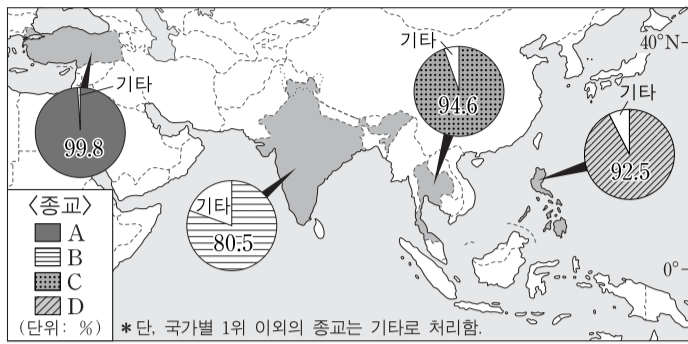 기타
40°N
기타
94.6
기타
99.8
92.5
기타
80.5
<종교>
A
B
C
D
(단위: %)
0°
* 단, 국가별 1위 이외의 종교는 기타로 처리함.